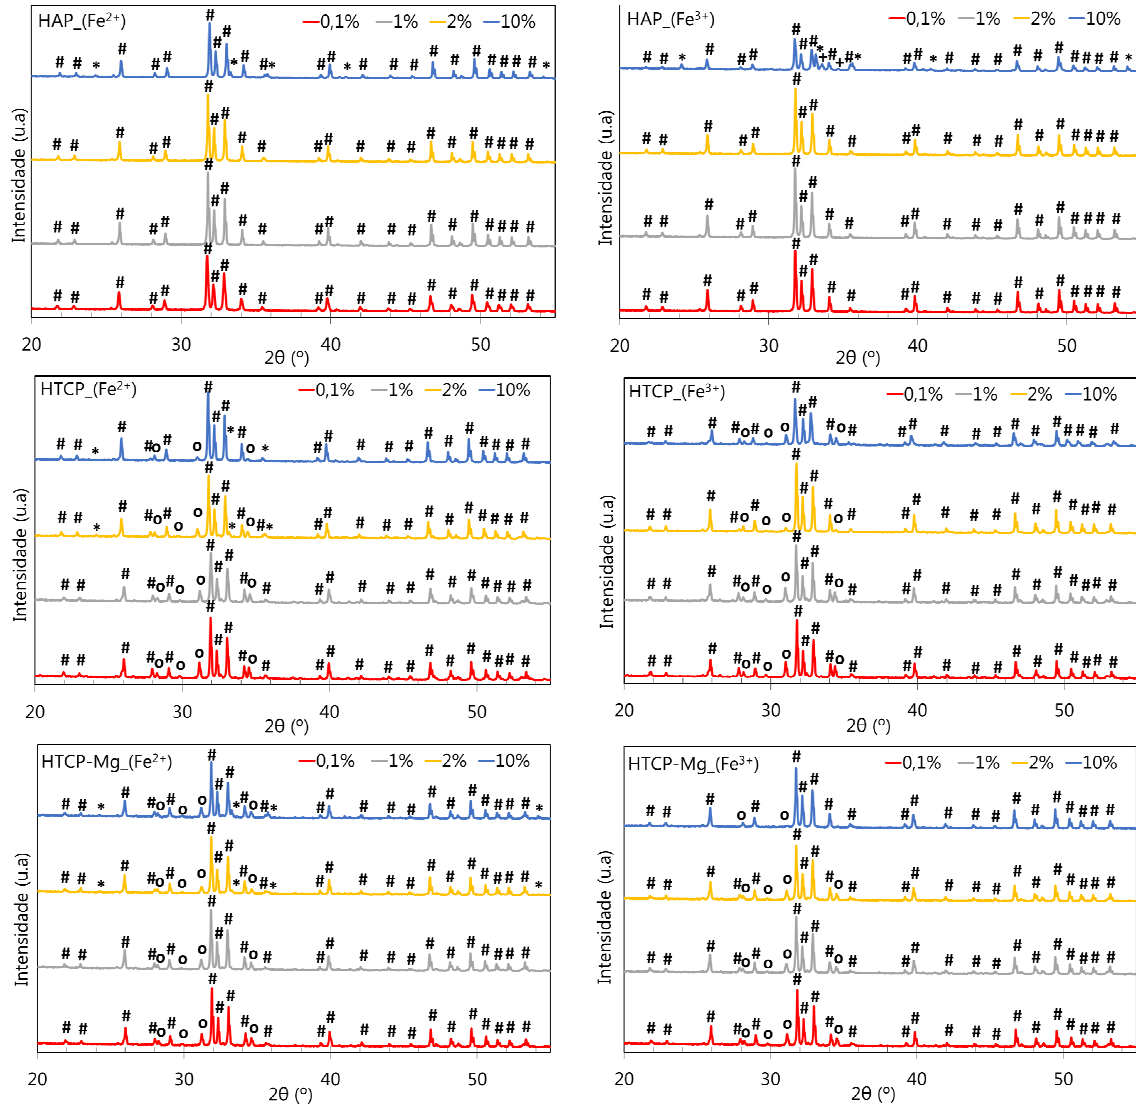 HAP_(Fe²⁺) 0,1% 1% 2% 10%
Intensidade (u.a)
20 30 40 50
2θ (º)
HAP_(Fe³⁺) 0,1% 1% 2% 10%
Intensidade (u.a)
20 30 40 50
2θ (º)
HTCP_(Fe²⁺) 0,1% 1% 2% 10%
Intensidade (u.a)
20 30 40 50
2θ (º)
HTCP_(Fe³⁺) 0,1% 1% 2% 10%
Intensidade (u.a)
20 30 40 50
2θ (º)
HTCP-Mg_(Fe²⁺) 0,1% 1% 2% 10%
Intensidade (u.a)
20 30 40 50
2θ (º)
HTCP-Mg_(Fe³⁺) 0,1% 1% 2% 10%
Intensidade (u.a)
20 30 40 50
2θ (º)